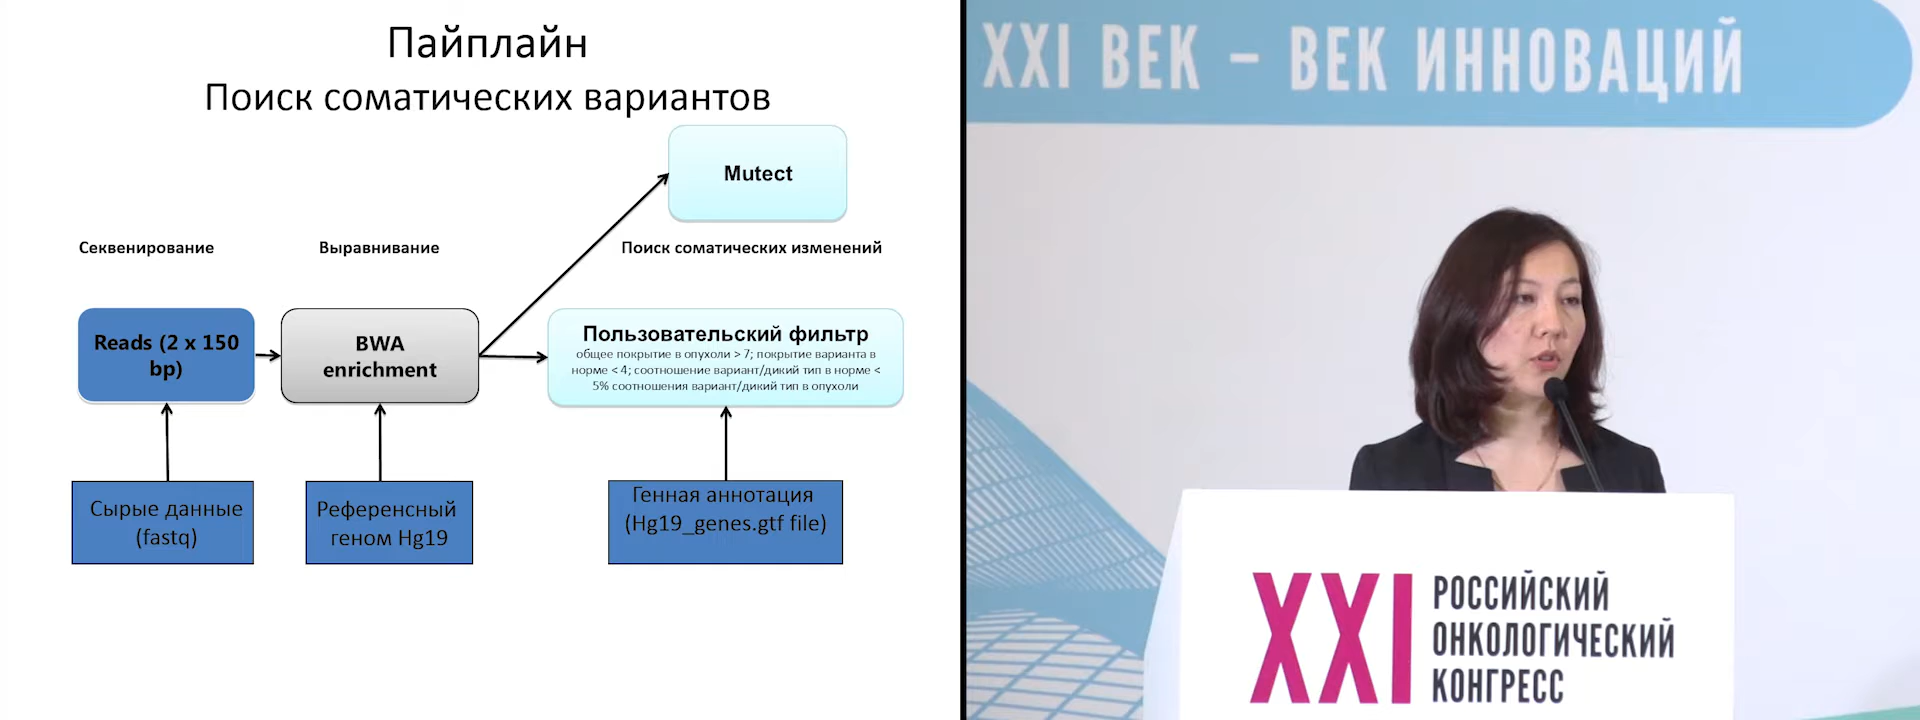 Пайплайн
Поиск соматических вариантов
Mutect
Секвенирование
Выравнивание
Поиск соматических изменений
Reads (2 x 150
bp)
BWA
enrichment
Пользовательский фильтр
общее покрытие в опухоли > 7; покрытие варианта в
норме < 4; соотношение вариант/дикий тип в норме <
5% соотношения вариант/дикий тип в опухоли
Сырые данные
(fastq)
Референсный
геном Hg19
Генная аннотация
(Hg19_genes.gtf file)
XXI ВЕК – ВЕК ИННОВАЦИЙ
XXI
РОССИЙСКИЙ
ОНКОЛОГИЧЕСКИЙ
КОНГРЕСС